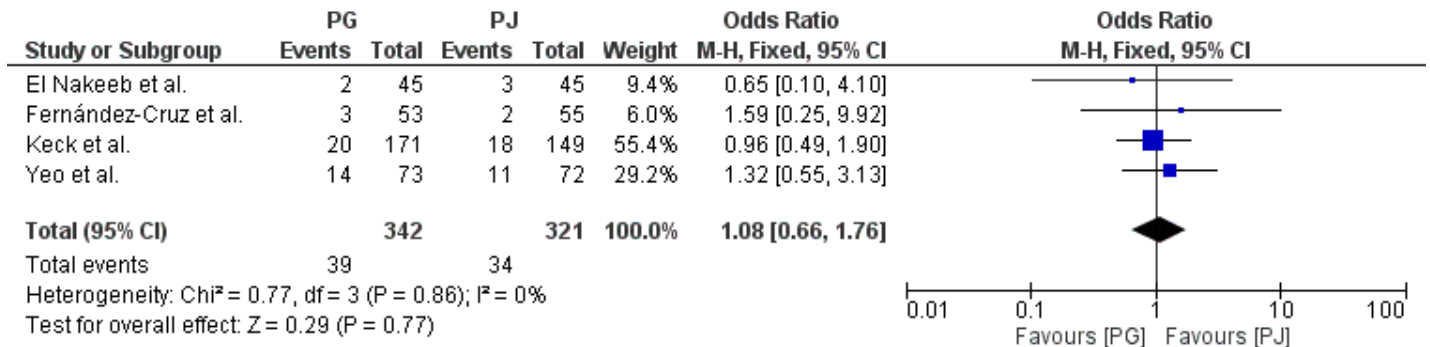 PG PJ Odds Ratio Odds Ratio
Study or Subgroup Events Total Events Total Weight M-H, Fixed, 95% CI M-H, Fixed, 95% CI
El Nakeeb et al. 2 45 3 45 9.4% 0.65 [0.10, 4.10]
Fernández-Cruz et al. 3 53 2 55 6.0% 1.59 [0.25, 9.92]
Keck et al. 20 171 18 149 55.4% 0.96 [0.49, 1.90]
Yeo et al. 14 73 11 72 29.2% 1.32 [0.55, 3.13]
Total (95% CI) 342 321 100.0% 1.08 [0.66, 1.76]
Total events 39 34
Heterogeneity: Chi² = 0.77, df = 3 (P = 0.86); I² = 0%
Test for overall effect: Z = 0.29 (P = 0.77)
0.01 0.1 1 10 100
Favours [PG] Favours [PJ]